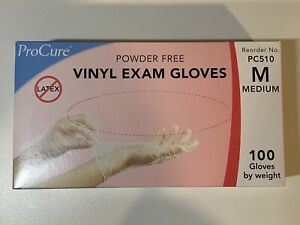 ProCure®
POWDER FREE
VINYL EXAM GLOVES
LATEX
Reorder No.
PC510
M
MEDIUM
100
Gloves
by weight